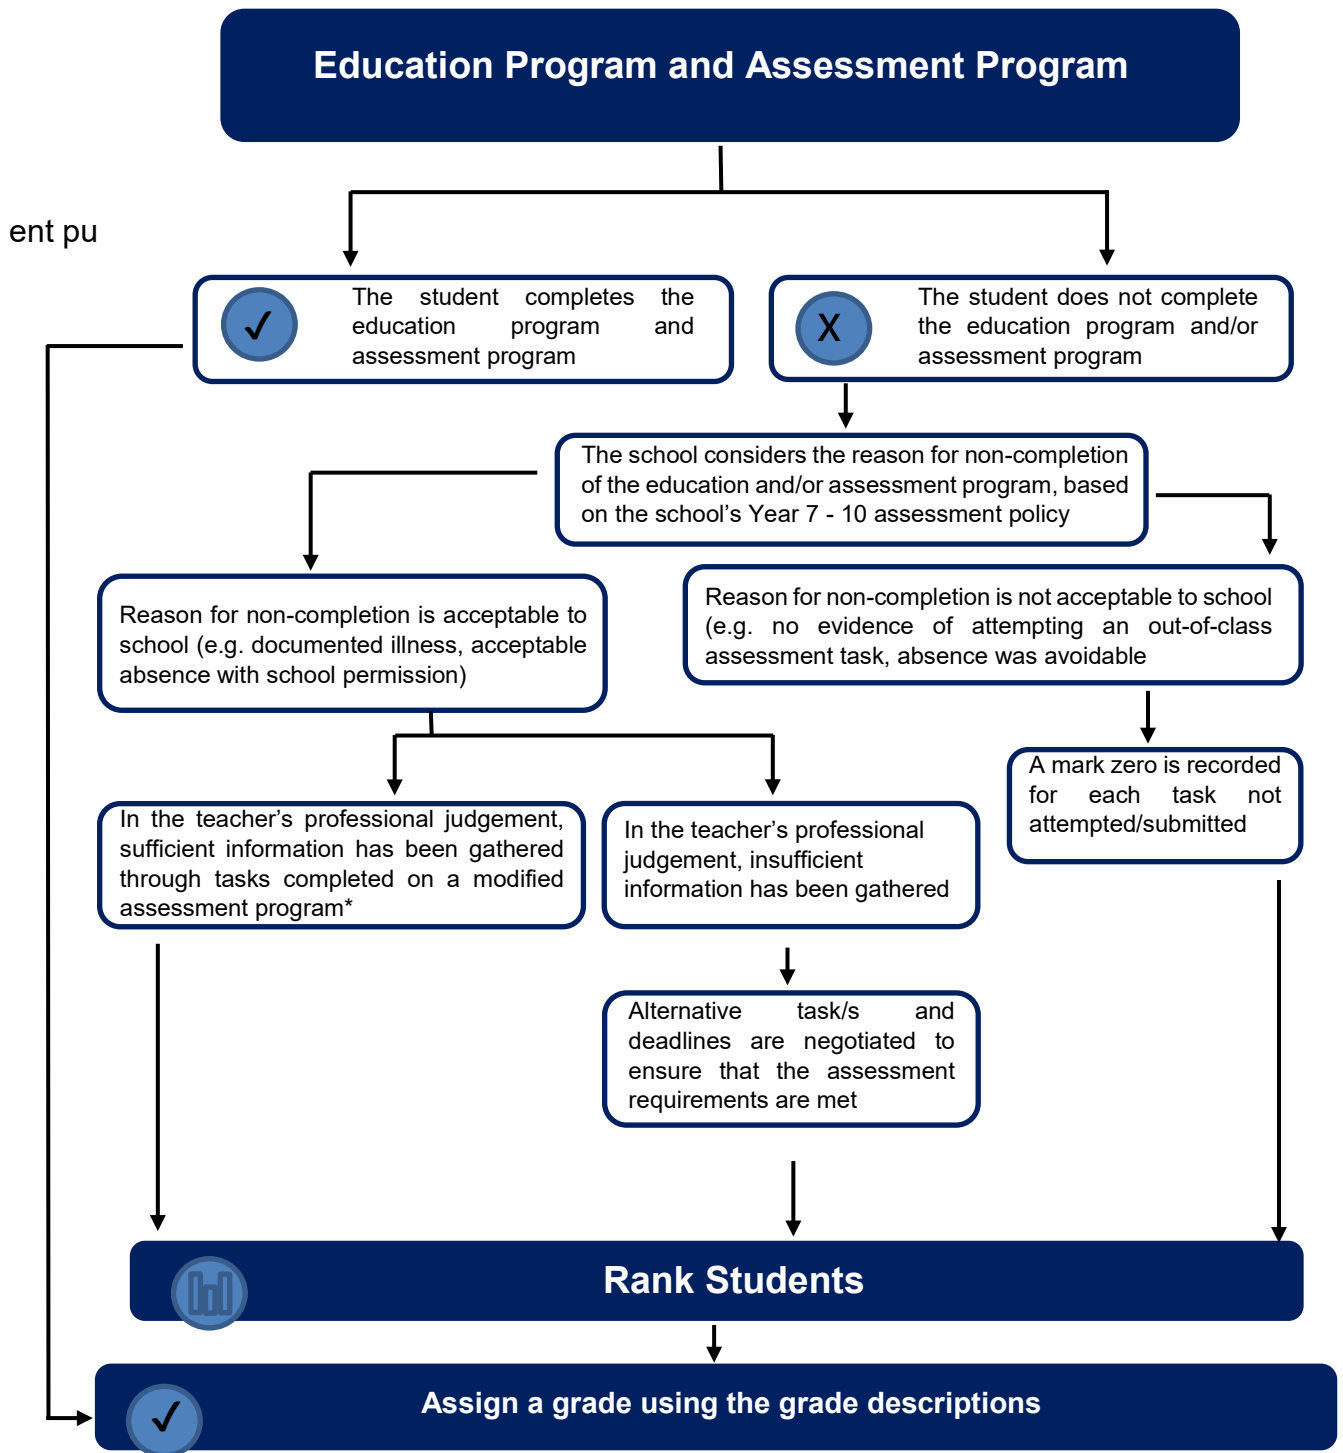 Education Program and Assessment Program
ent pu
The student completes the
education program and
assessment program
X
The student does not complete
the education program and/or
assessment program
The school considers the reason for non-completion
of the education and/or assessment program, based
on the school’s Year 7 - 10 assessment policy
Reason for non-completion is acceptable to
school (e.g. documented illness, acceptable
absence with school permission)
Reason for non-completion is not acceptable to school
(e.g. no evidence of attempting an out-of-class
assessment task, absence was avoidable
In the teacher’s professional judgement,
sufficient information has been gathered
through tasks completed on a modified
assessment program*
In the teacher’s professional
judgement, insufficient
information has been gathered
A mark zero is recorded
for each task not
attempted/submitted
Alternative task/s and
deadlines are negotiated to
ensure that the assessment
requirements are met
Rank Students
Assign a grade using the grade descriptions